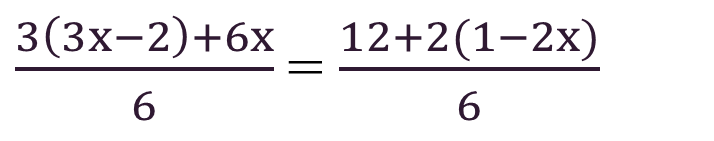 3(3x−2)+6x = 12+2(1−2x)
6 6